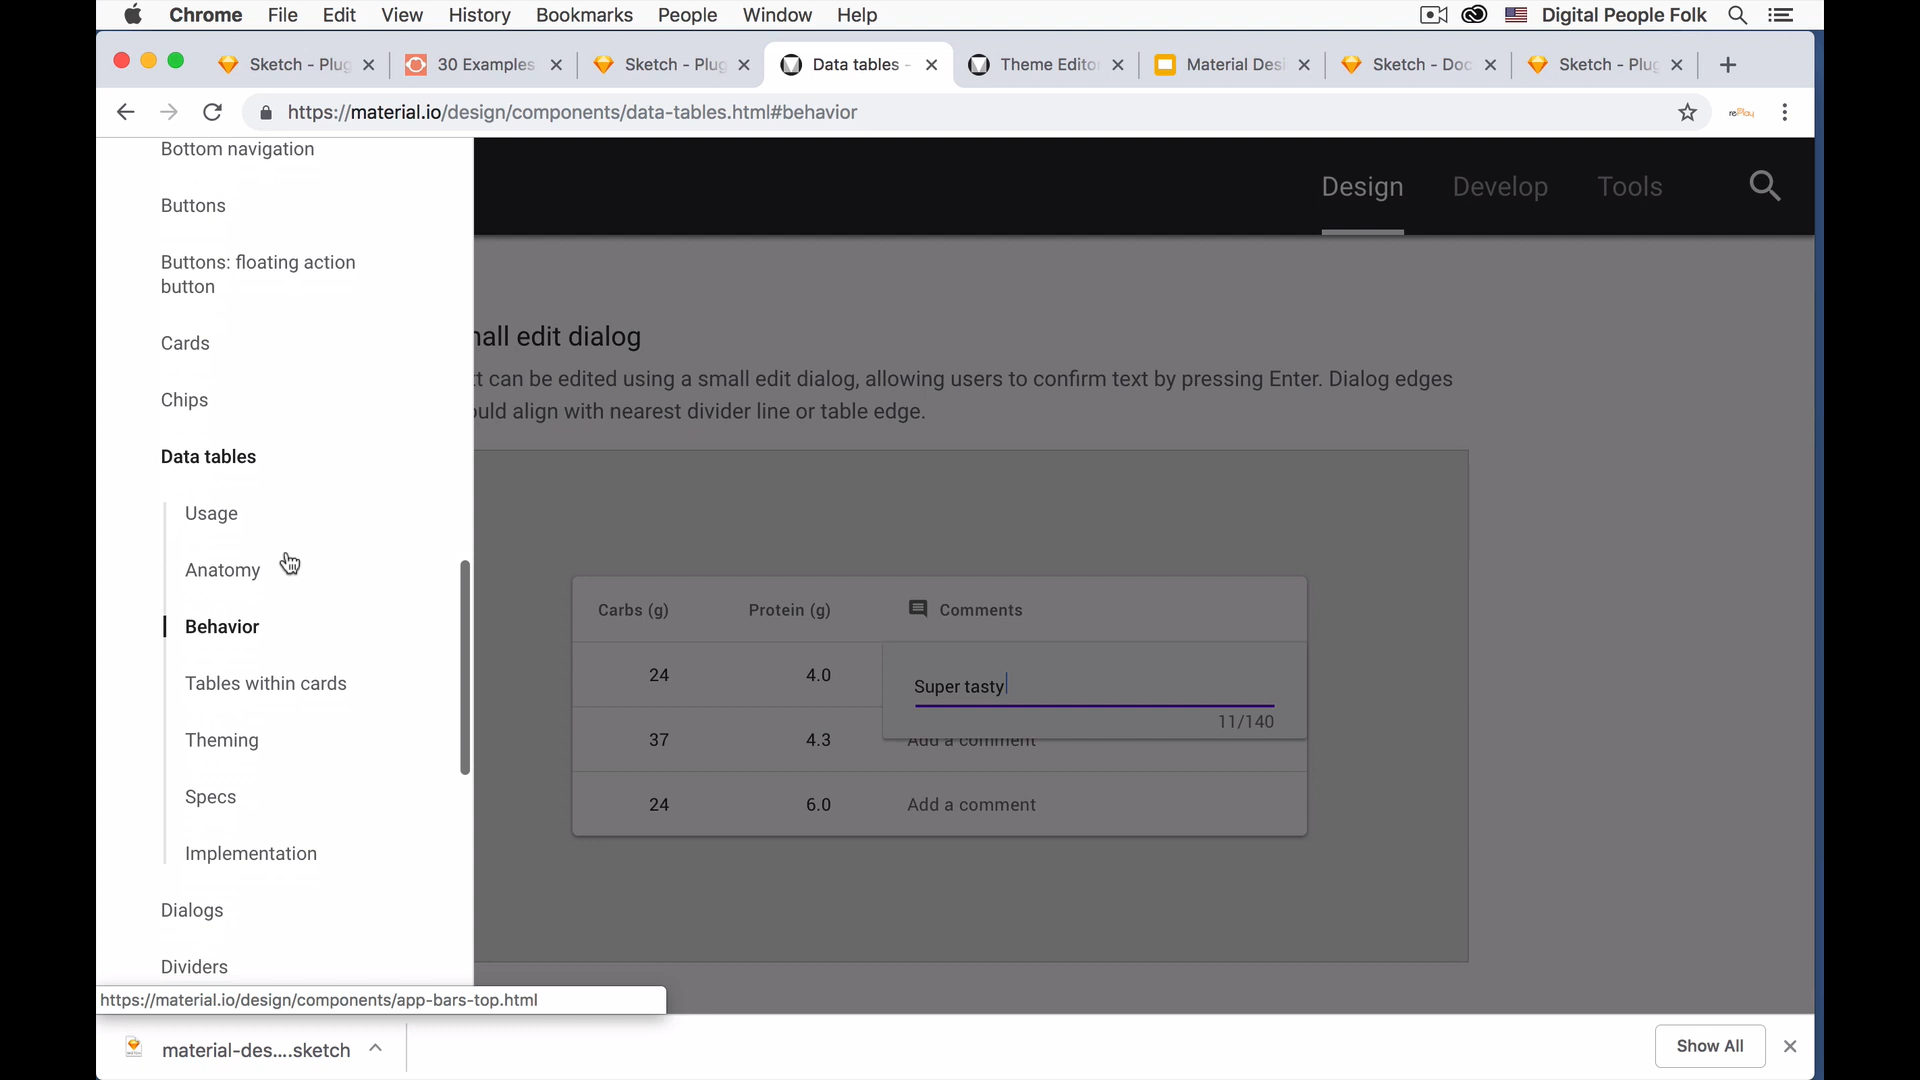 Chrome File Edit View History Bookmarks People Window Help Digital People Folk
Sketch - Plug 30 Examples Sketch - Plug Data tables - Theme Edito Material Desi Sketch - Doc Sketch - Plug
https://material.io/design/components/data-tables.html#behavior rePlay
Design Develop Tools
Bottom navigation
Buttons
Buttons: floating action
button
Cards
Chips
Data tables
Usage
Anatomy
Behavior
Tables within cards
Theming
Specs
Implementation
Dialogs
Dividers
https://material.io/design/components/app-bars-top.html
nall edit dialog
xt can be edited using a small edit dialog, allowing users to confirm text by pressing Enter. Dialog edges
ould align with nearest divider line or table edge.
Carbs (g) Protein (g) Comments
24 4.0 Super tasty
11/140
37 4.3 Add a comment
24 6.0 Add a comment
material-des....sketch Show All